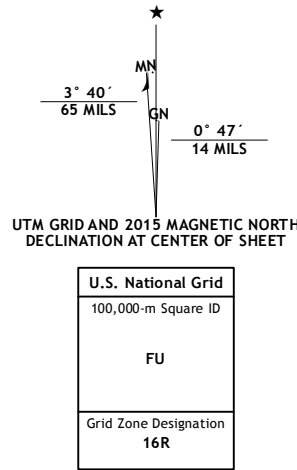 ★
MN
GN
3° 40´
65 MILS
0° 47´
14 MILS
UTM GRID AND 2015 MAGNETIC NORTH
DECLINATION AT CENTER OF SHEET
U.S. National Grid
100,000-m Square ID
FU
Grid Zone Designation
16R